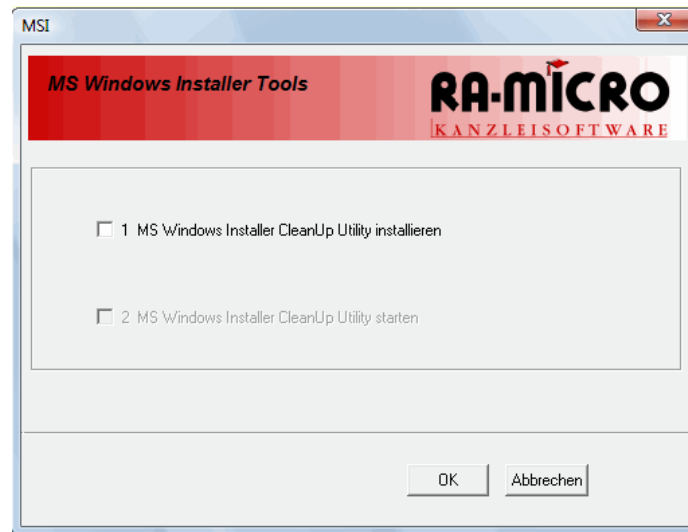 MSI
MS Windows Installer Tools
RA-MICRO
KANZLEISOFTWARE
1 MS Windows Installer CleanUp Utility installieren
2 MS Windows Installer CleanUp Utility starten
OK
Abbrechen